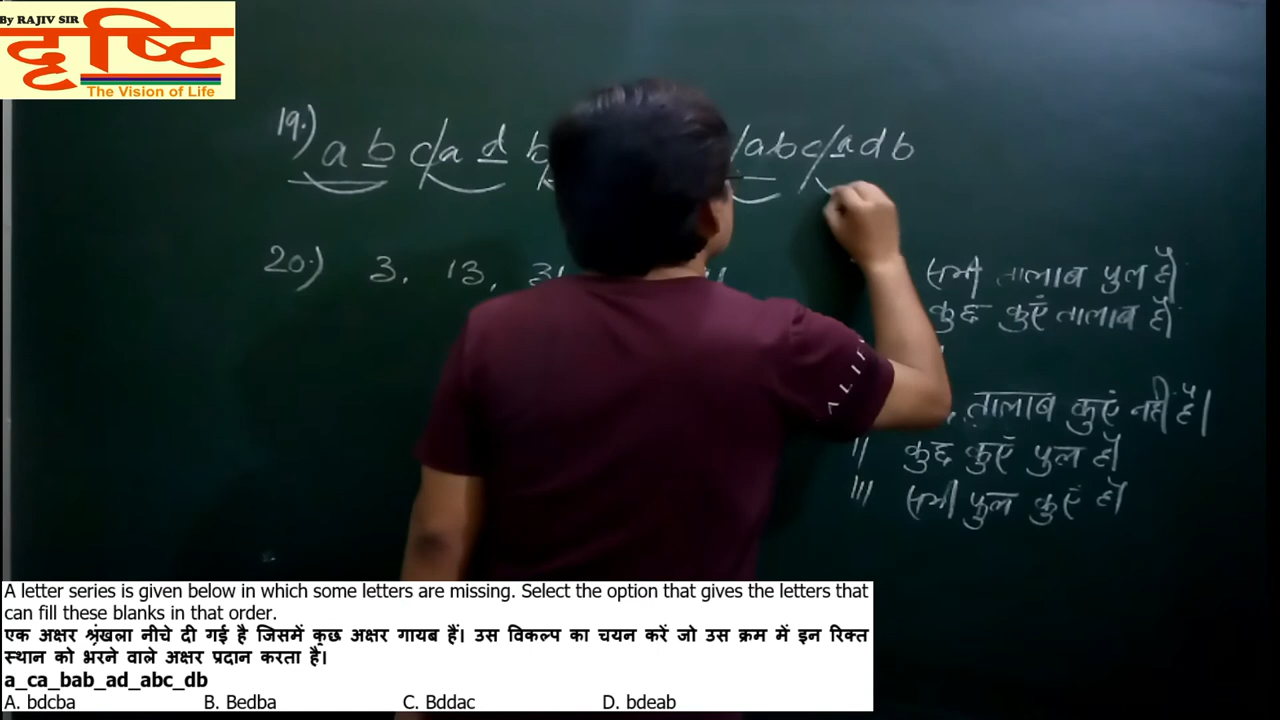 By RAJIV SIR
दृष्टि
The Vision of Life
19.) a b c/a d b /abc/a d b
20.) 3, 13, 31
सभी तालाब पुल है
कुछ कुएं तालाब है
तालाब कुएं नहीं है।
II कुछ कुएं पुल है
III सभी पुल कुएं है
A letter series is given below in which some letters are missing. Select the option that gives the letters that
can fill these blanks in that order.
एक अक्षर श्रृंखला नीचे दी गई है जिसमें कुछ अक्षर गायब हैं। उस विकल्प का चयन करें जो उस क्रम में इन रिक्त
स्थान को भरने वाले अक्षर प्रदान करता है।
a_ca_bab_ad_abc_db
A. bdcba B. Bedba C. Bddac D. bdeab